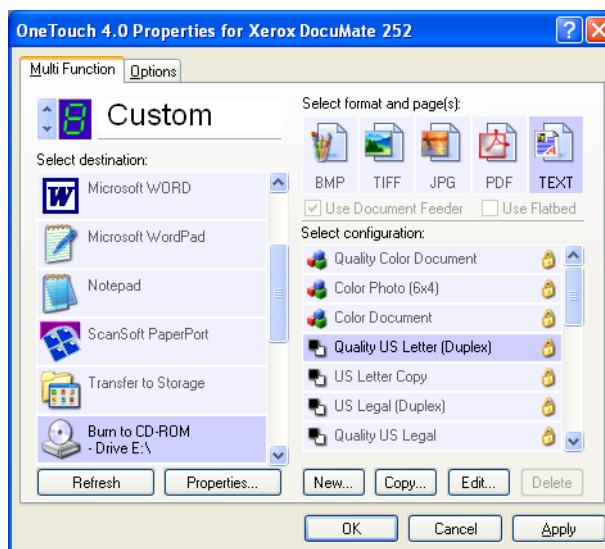 OneTouch 4.0 Properties for Xerox DocuMate 252
Multi Function
Options
8
Custom
Select destination:
Microsoft WORD
Microsoft WordPad
Notepad
ScanSoft PaperPort
Transfer to Storage
Burn to CD-ROM
- Drive E:\
Refresh
Properties...
Select format and page(s):
BMP TIFF JPG PDF TEXT
Use Document Feeder
Use Flatbed
Select configuration:
Quality Color Document
Color Photo (6x4)
Color Document
Quality US Letter (Duplex)
US Letter Copy
US Legal (Duplex)
Quality US Legal
New... Copy... Edit... Delete
OK Cancel Apply